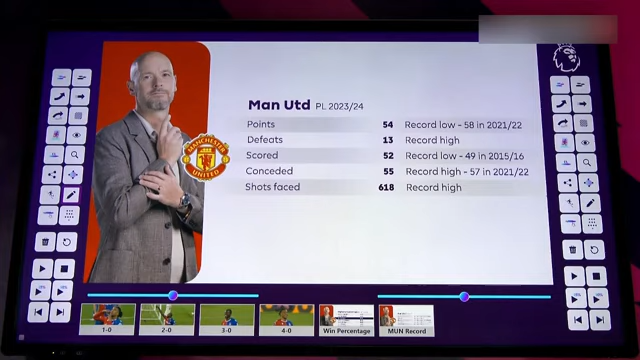 Man Utd PL 2023/24
Points 54 Record low - 58 in 2021/22
Defeats 13 Record high
Scored 52 Record low - 49 in 2015/16
Conceded 55 Record high - 57 in 2021/22
Shots faced 618 Record high
MANCHESTER
UNITED
1-0 2-0 3-0 4-0 Win Percentage MUN Record